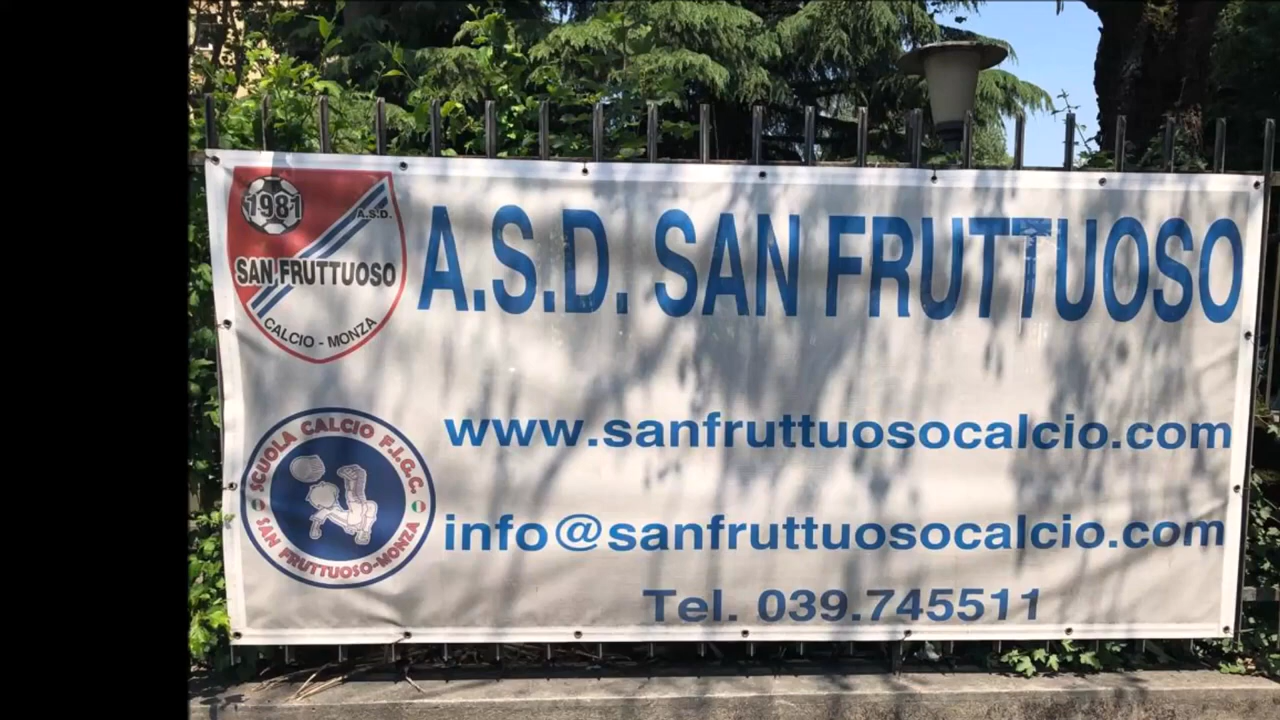 1981
A.S.D.
SAN FRUTTUOSO
CALCIO - MONZA
A.S.D. SAN FRUTTUOSO
www.sanfruttuosocalcio.com
SCUOLA CALCIO F.I.G.C.
SAN FRUTTUOSO-MONZA
info@sanfruttuosocalcio.com
Tel. 039.745511